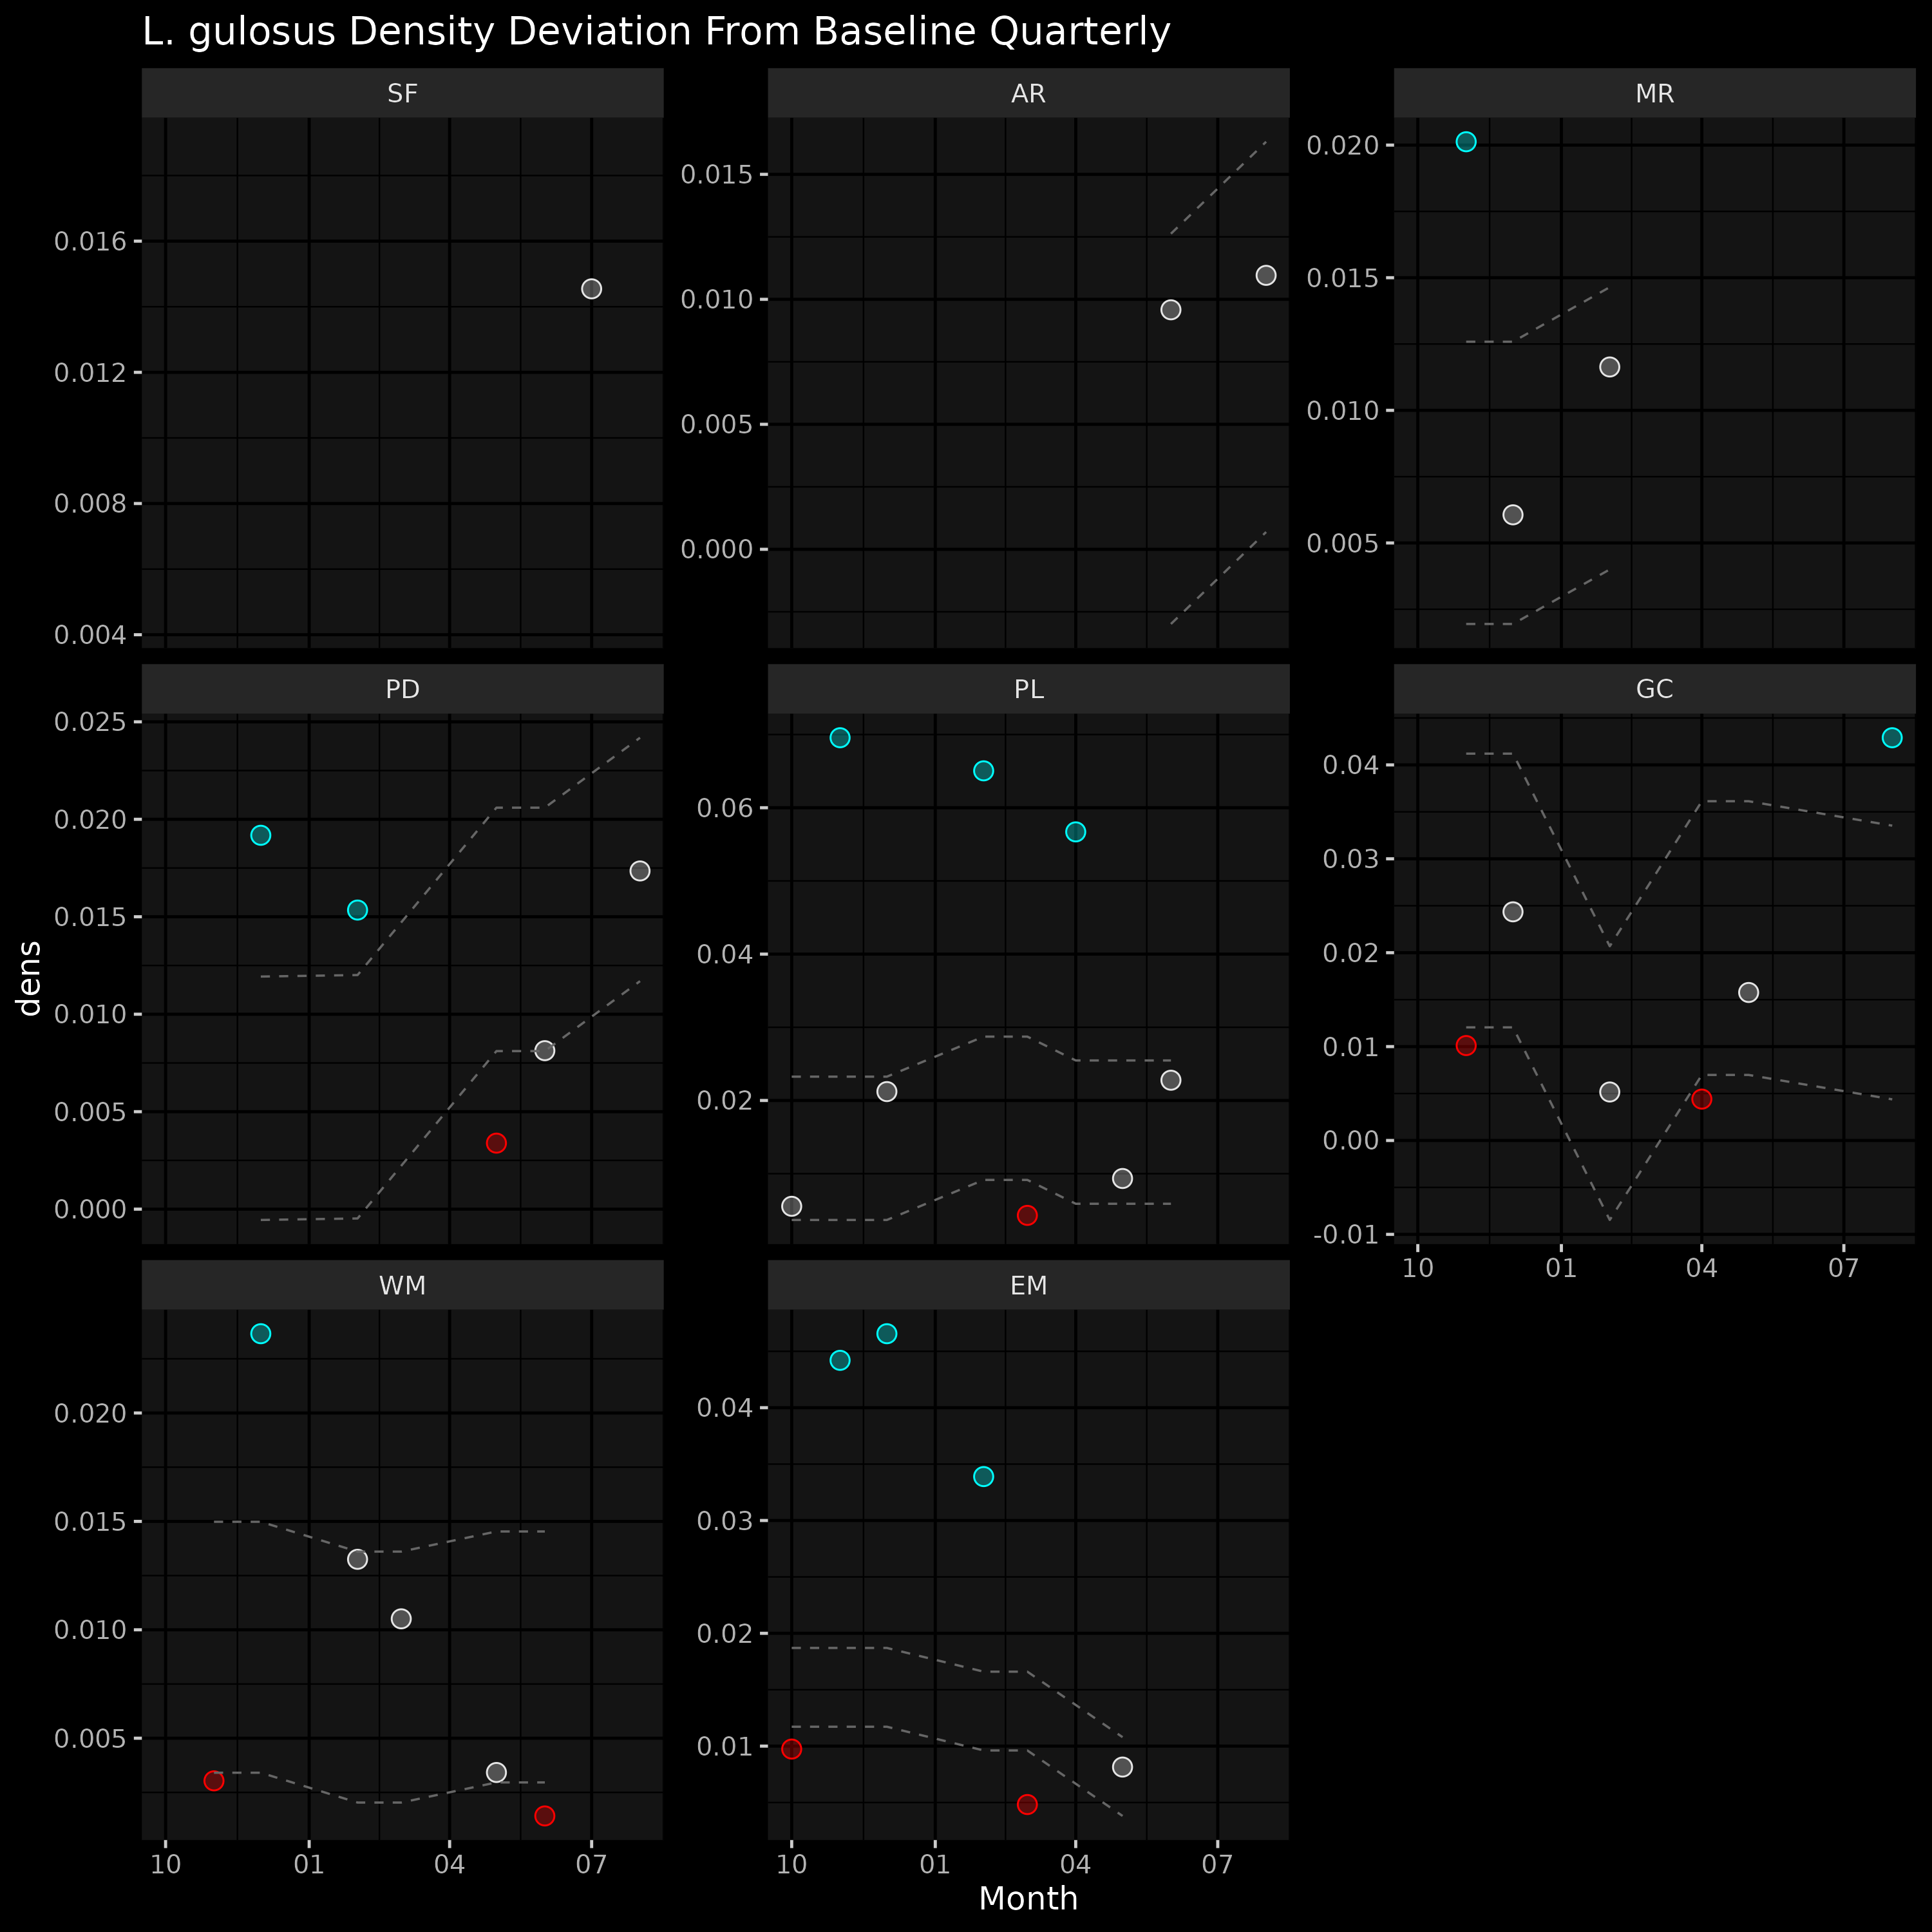 L. gulosus Density Deviation From Baseline Quarterly
SF
AR
MR
0.016
0.012
0.008
0.004
0.015
0.010
0.005
0.000
0.020
0.015
0.010
0.005
PD
PL
GC
0.025
0.020
0.015
0.010
0.005
0.000
0.06
0.04
0.02
0.04
0.03
0.02
0.01
0.00
-0.01
10 01 04 07
WM
EM
0.020
0.015
0.010
0.005
0.04
0.03
0.02
0.01
10 01 04 07
10 01 04 07
dens
Month